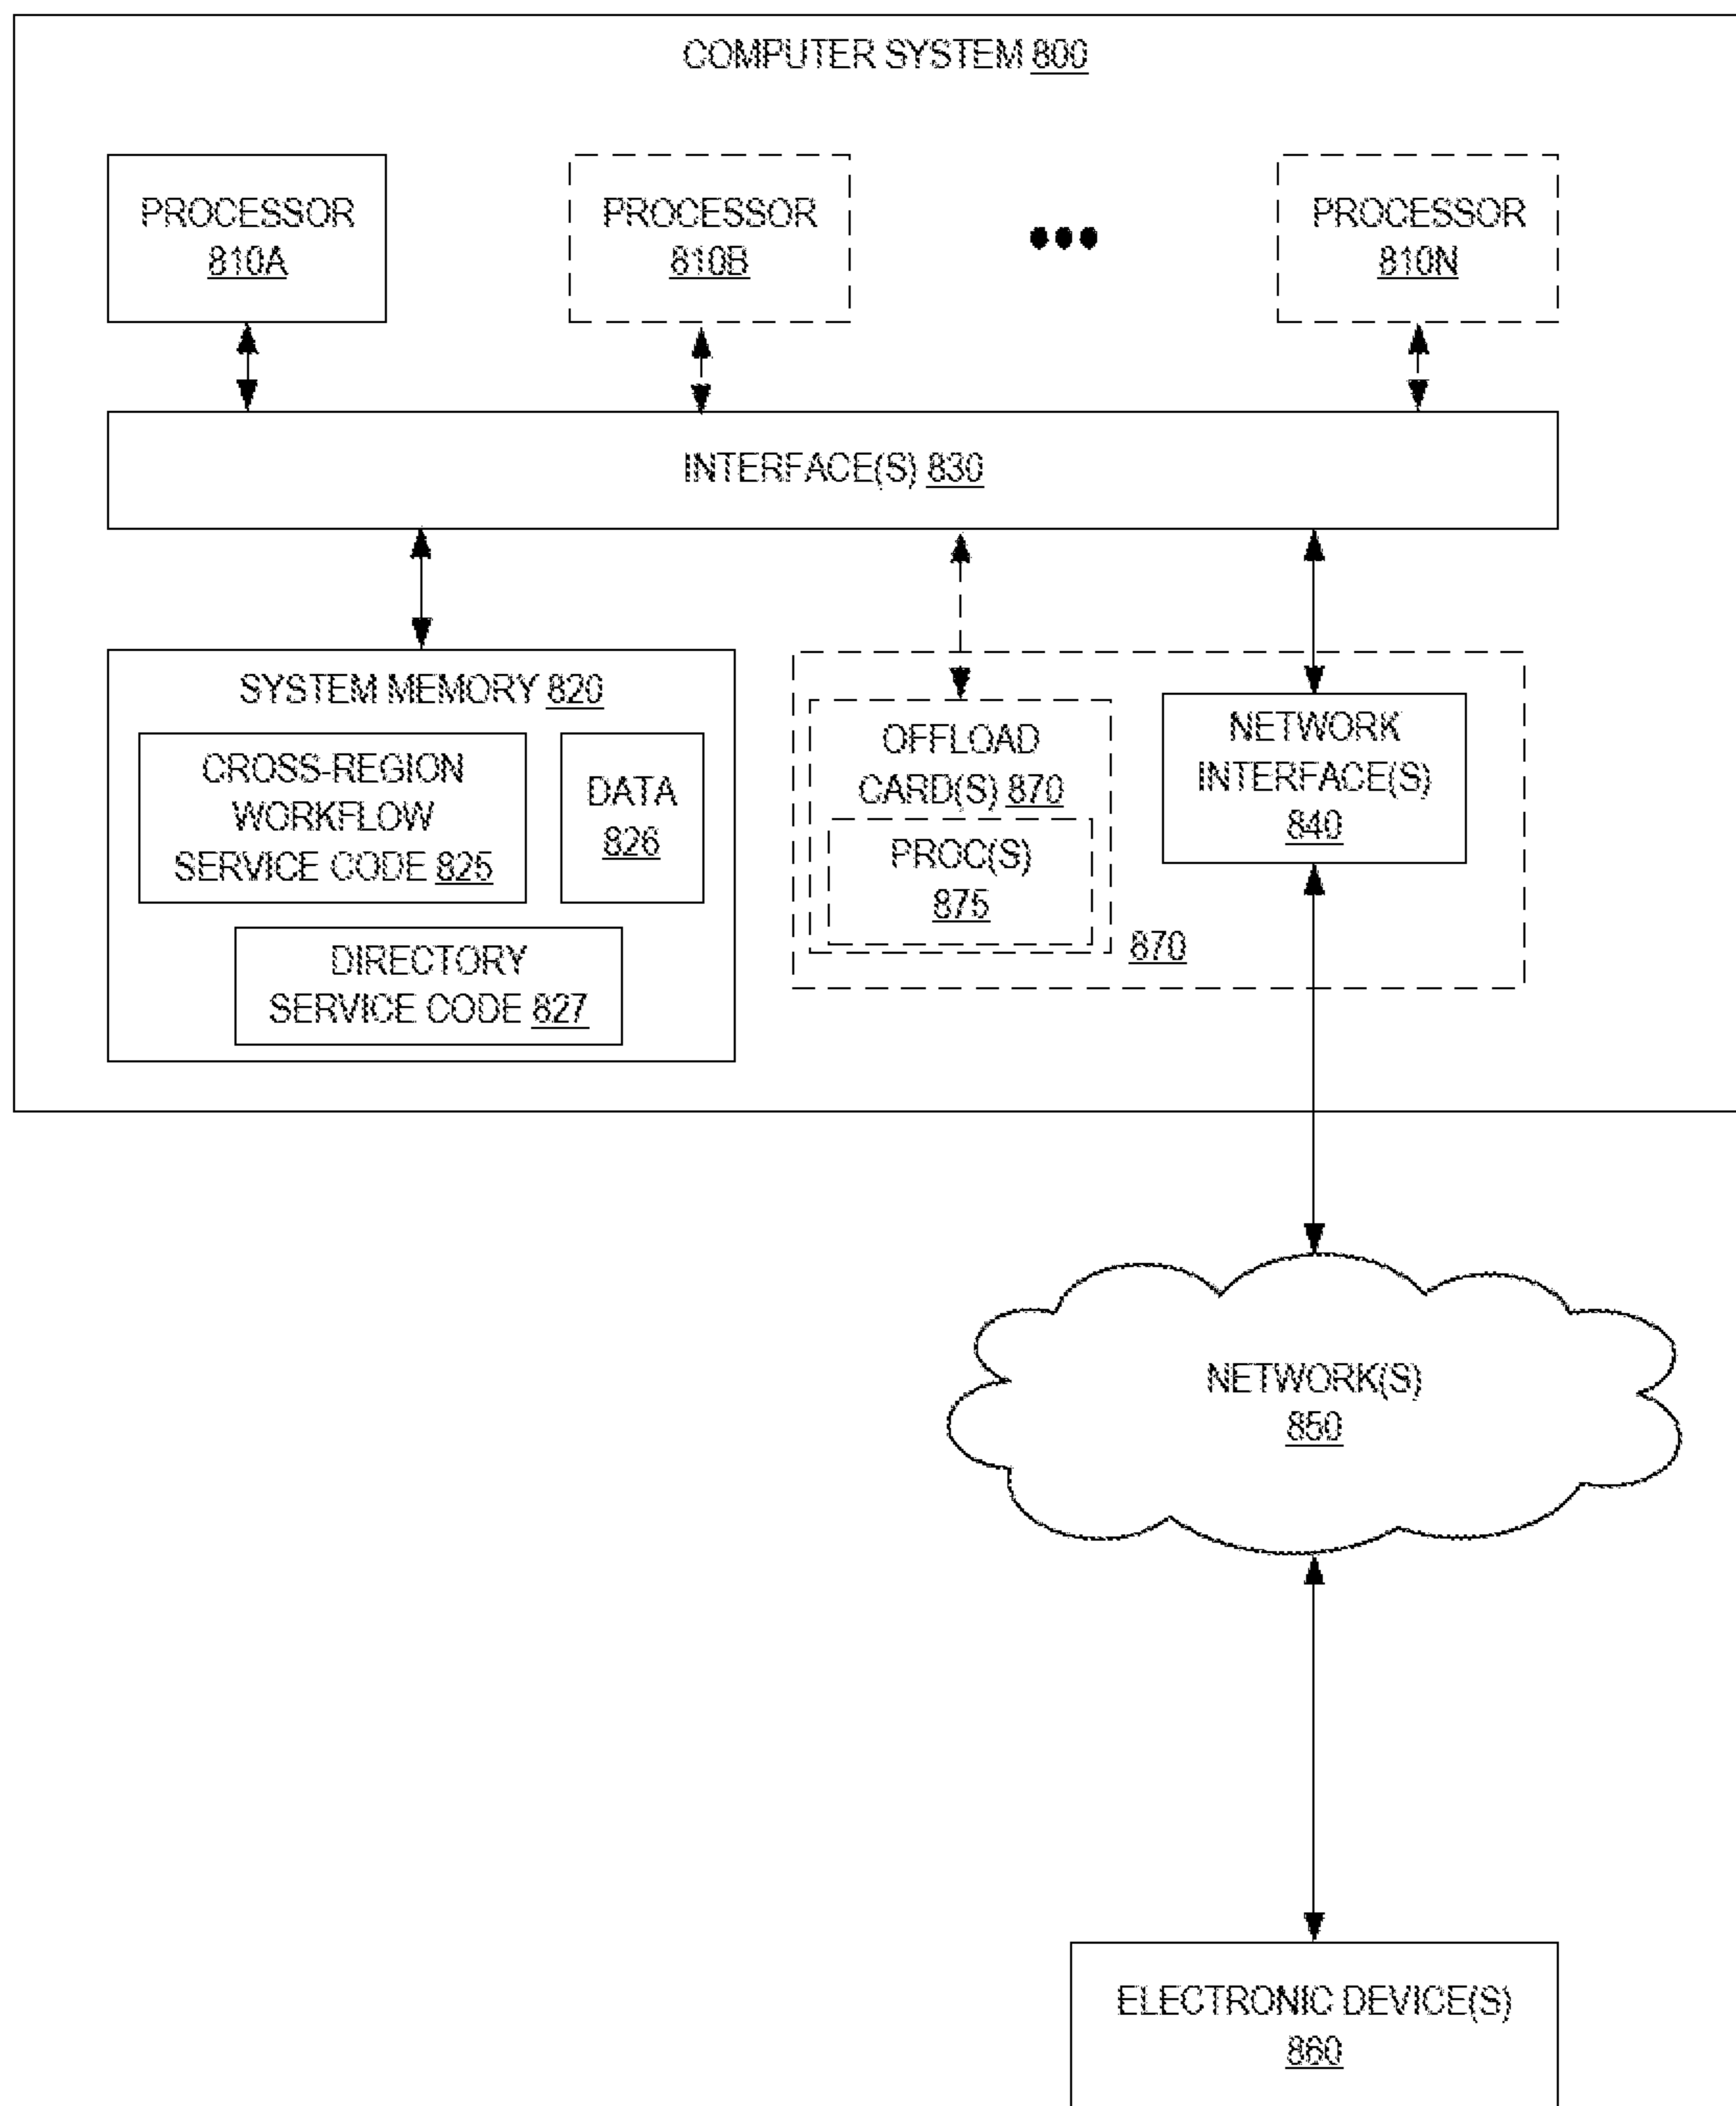 COMPUTER SYSTEM 800
PROCESSOR
810A
PROCESSOR
810B
PROCESSOR
810N
INTERFACE(S) 830
SYSTEM MEMORY 820
CROSS-REGION
WORKFLOW
SERVICE CODE 825
DATA
826
DIRECTORY
SERVICE CODE 827
OFFLOAD
CARD(S) 870
PROC(S)
875
870
NETWORK
INTERFACE(S)
840
NETWORK(S)
850
ELECTRONIC DEVICE(S)
860